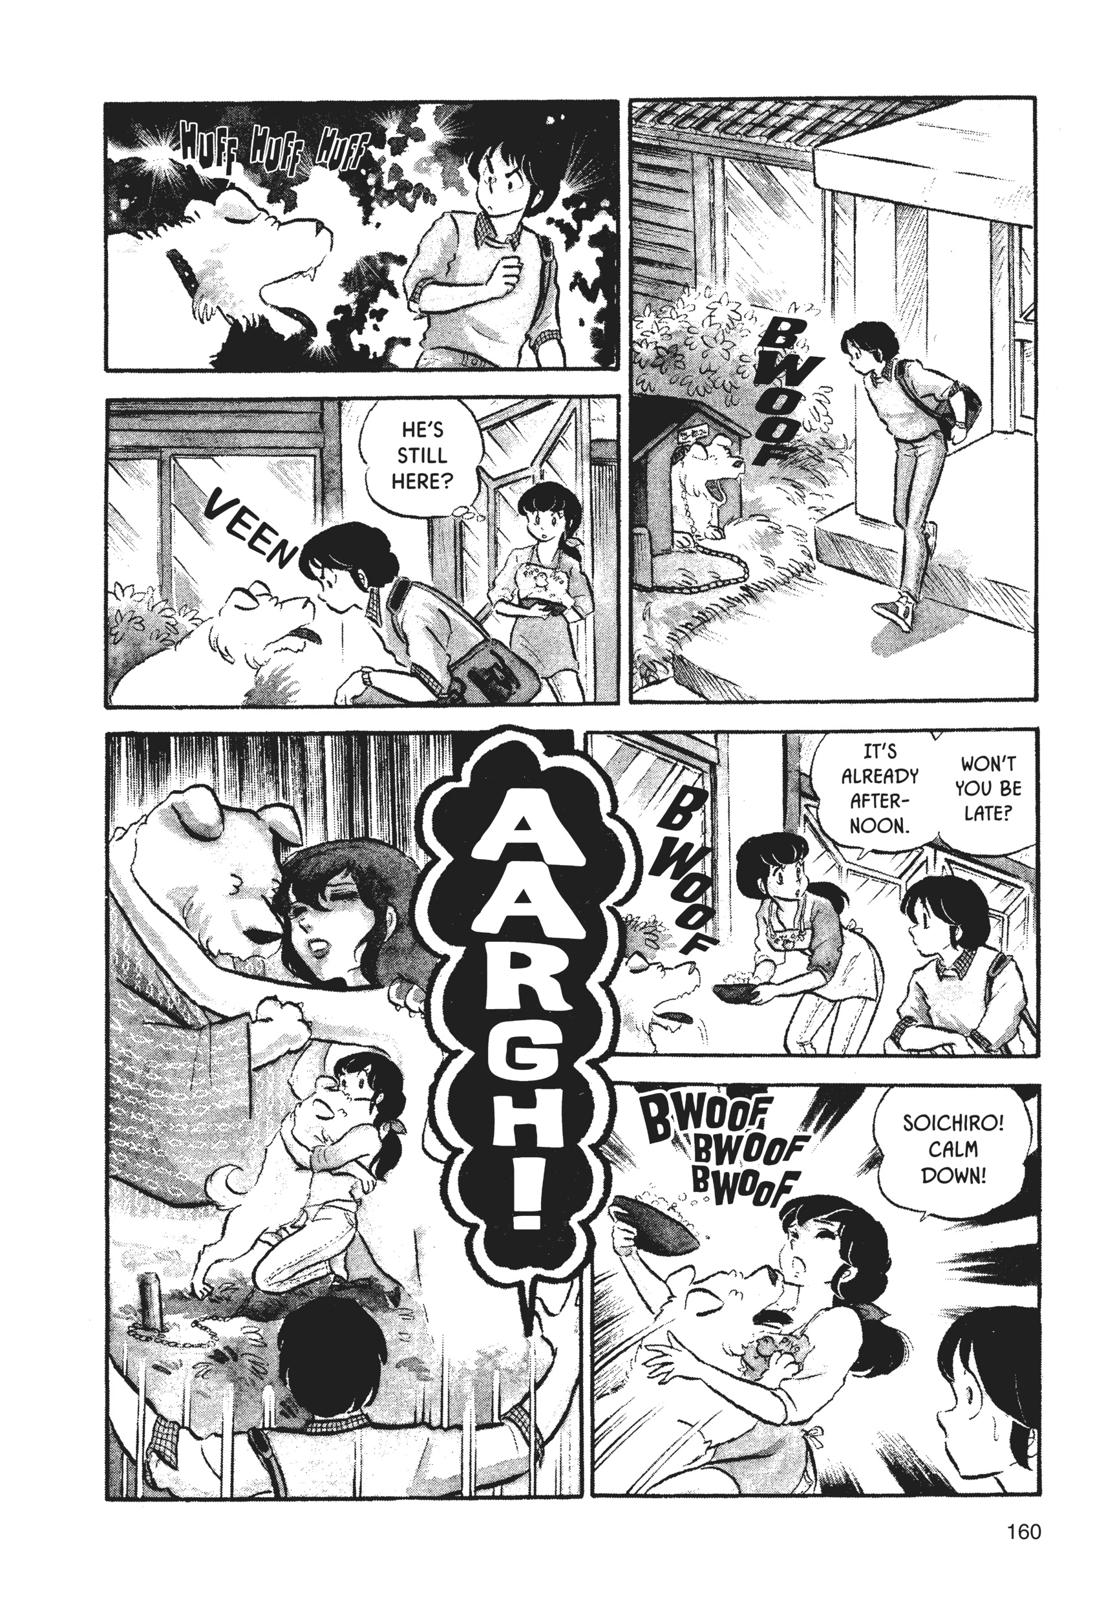 BWOOF
HUFF HUFF HUFF
HE'S
STILL
HERE?
VEEN
WON'T
YOU BE
LATE?
IT'S
ALREADY
AFTER-
NOON.
BWOOF
SOICHIRO!
CALM
DOWN!
BWOOF,
BWOOF
BWOOF
AARGH!
160